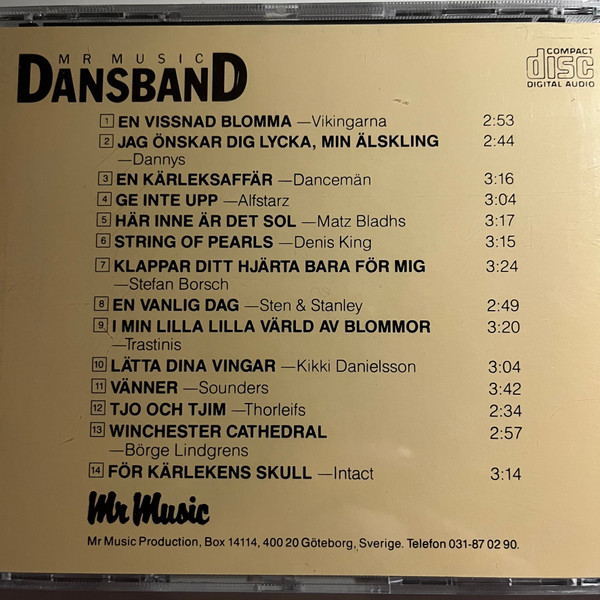 MR MUSIC
DANSBAND
COMPACT
disc
DIGITAL AUDIO
1 EN VISSNAD BLOMMA —Vikingarna 2:53
2 JAG ÖNSKAR DIG LYCKA, MIN ÄLSKLING 2:44
—Dannys
3 EN KÄRLEKSAFFÄR —Dancemän 3:16
4 GE INTE UPP —Alfstarz 3:04
5 HÄR INNE ÄR DET SOL —Matz Bladhs 3:17
6 STRING OF PEARLS —Denis King 3:15
7 KLAPPAR DITT HJÄRTA BARA FÖR MIG 3:24
—Stefan Borsch
8 EN VANLIG DAG —Sten & Stanley 2:49
9 I MIN LILLA LILLA VÄRLD AV BLOMMOR 3:20
—Trastinis
10 LÄTTA DINA VINGAR —Kikki Danielsson 3:04
11 VÄNNER —Sounders 3:42
12 TJO OCH TJIM —Thorleifs 2:34
13 WINCHESTER CATHEDRAL 2:57
—Börge Lindgrens
14 FÖR KÄRLEKENS SKULL —Intact 3:14
Mr Music
Mr Music Production, Box 14114, 400 20 Göteborg, Sverige. Telefon 031-87 02 90.